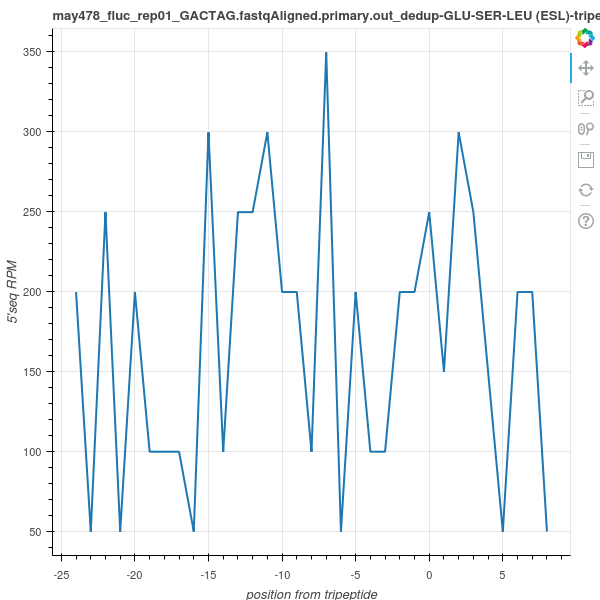 may478_fluc_rep01_GACTAG.fastqAligned.primary.out_dedup-GLU-SER-LEU (ESL)-tripe
350
300
250
200
150
100
50
5'seq RPM
-25 -20 -15 -10 -5 0 5
position from tripeptide